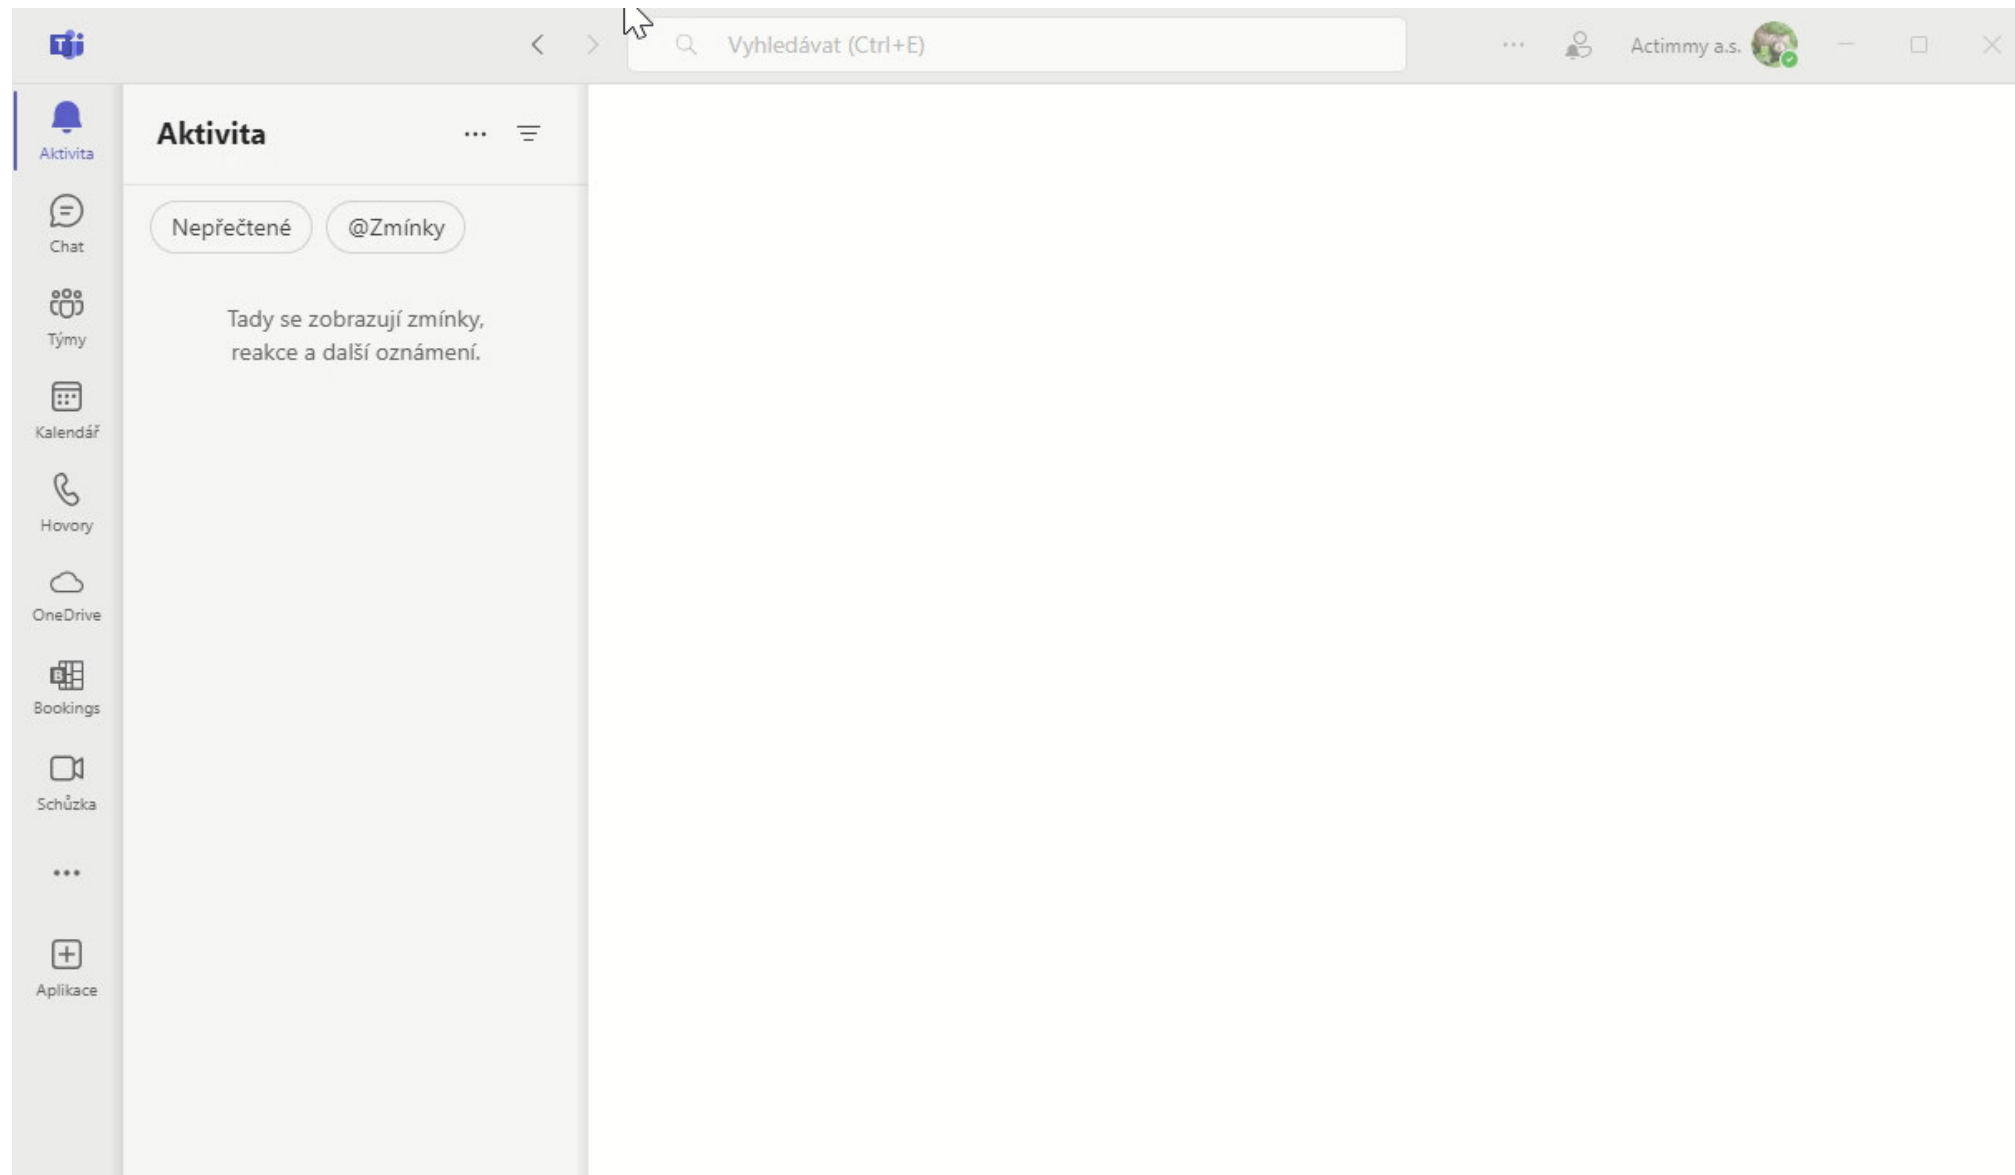 Vyhledávat (Ctrl+E)
Actimmy a.s.
Aktivita
Chat
Týmy
Kalendář
Hovory
OneDrive
Bookings
Schůzka
Aplikace
Aktivita
Nepřečtené
@Zmínky
Tady se zobrazují zmínky,
reakce a další oznámení.